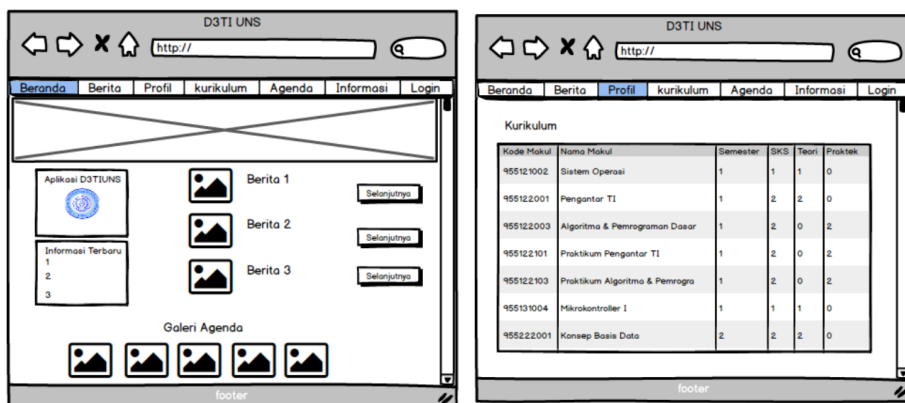 D3TI UNS
http://
Beranda Berita Profil kurikulum Agenda Informasi Login
Aplikasi D3TIUNS
Informasi Terbaru
1
2
3
Berita 1 Selanjutnya
Berita 2 Selanjutnya
Berita 3 Selanjutnya
Galeri Agenda
footer
D3TI UNS
http://
Beranda Berita Profil kurikulum Agenda Informasi Login
Kurikulum
Kode Makul Nama Makul Semester SKS Teori Praktek
955121002 Sistem Operasi 1 1 1 0
955122001 Pengantar TI 1 2 2 0
955122003 Algoritma & Pemrograman Dasar 1 2 0 2
955122101 Praktikum Pengantar TI 1 2 0 2
955122103 Praktikum Algoritma & Pemrogra 1 2 0 2
955131004 Mikrokontroller I 1 1 1 0
955222001 Konsep Basis Data 2 2 2 0
footer